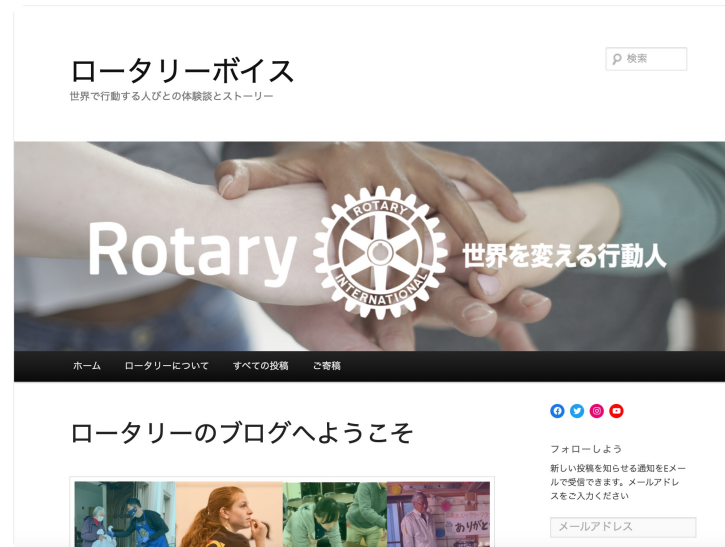 ロータリーボイス
世界で行動する人びとの体験談とストーリー
検索
Rotary
ROTARY
INTERNATIONAL
世界を変える行動人
ホーム ロータリーについて すべての投稿 ご寄稿
ロータリーのブログへようこそ
フォローしよう
新しい投稿を知らせる通知をEメー
ルで受信できます。メールアドレ
スをご入力ください
メールアドレス
ありがと